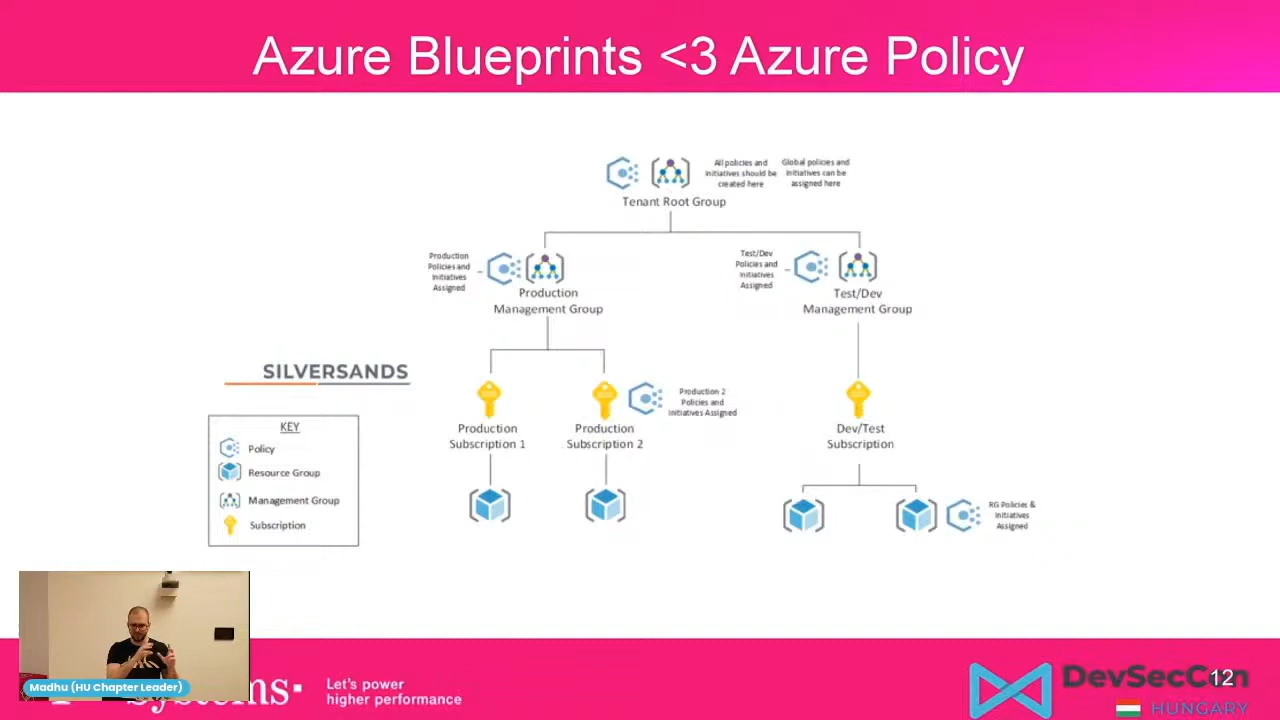 Azure Blueprints <3 Azure Policy
All policies and
initiatives should be
created here
Global policies and
initiatives can be
assigned here
Tenant Root Group
Production
Policies and
Initiatives
Assigned
Production
Management Group
Test/Dev
Policies and
Initiatives
Assigned
Test/Dev
Management Group
SILVERSANDS
KEY
Policy
Resource Group
Management Group
Subscription
Production
Subscription 1
Production
Subscription 2
Production 2
Policies and
Initiatives Assigned
Dev/Test
Subscription
RG Policies &
Initiatives
Assigned
Madhu (HU Chapter Leader)
Let's power
higher performance
DevSecCon
12
HUNGARY